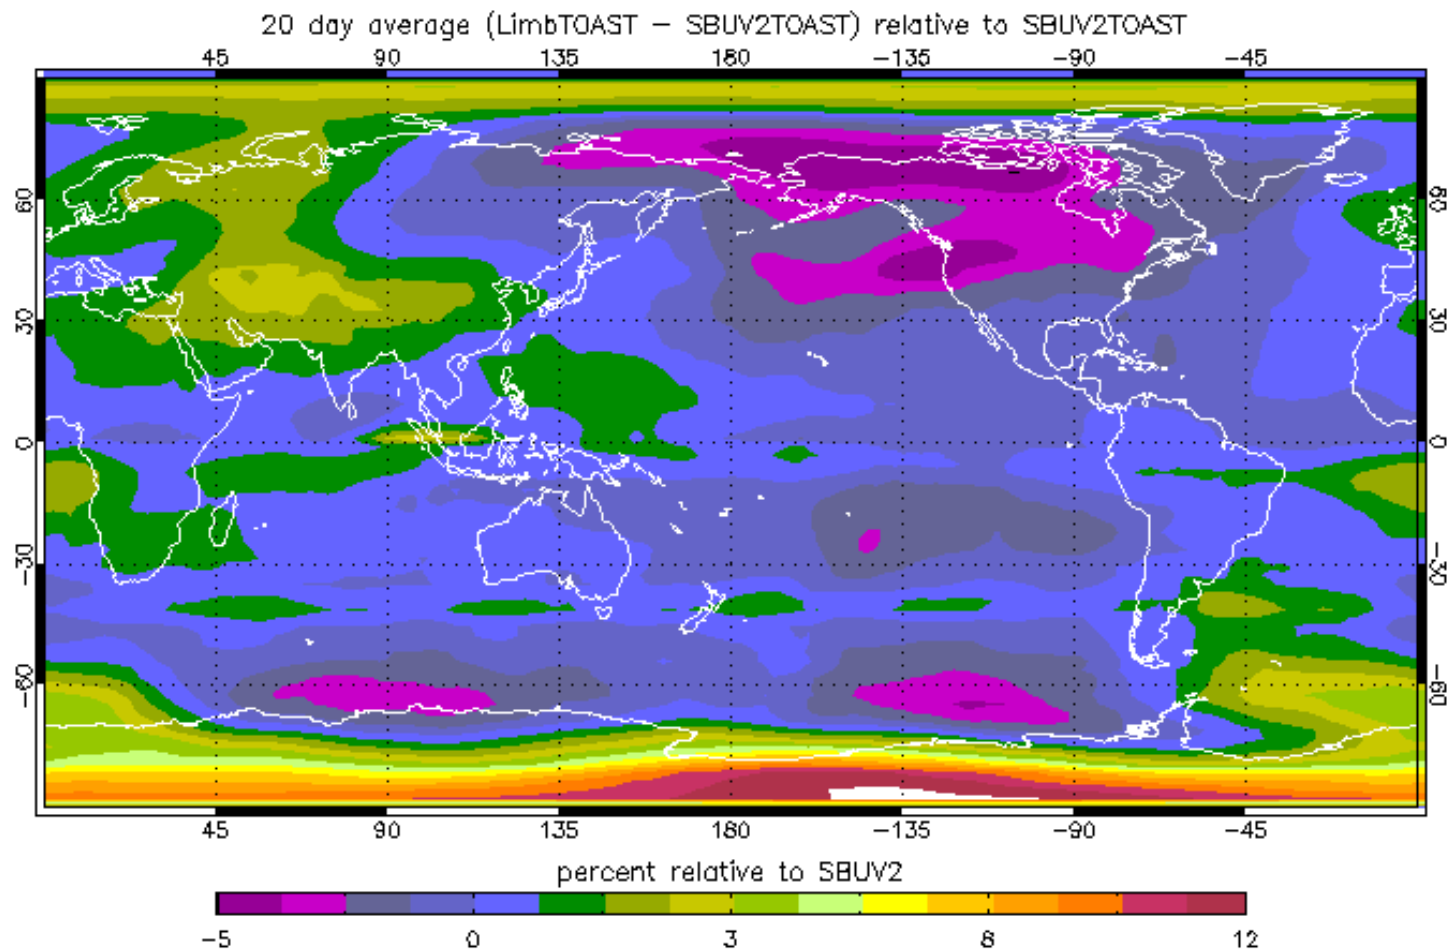 20 day average (LimbTOAST − SBUV2TOAST) relative to SBUV2TOAST
45 90 135 180 −135 −90 −45
60 60
30 30
0 0
−30 −30
−60 −60
45 90 135 180 −135 −90 −45
percent relative to SBUV2
−5 0 3 8 12